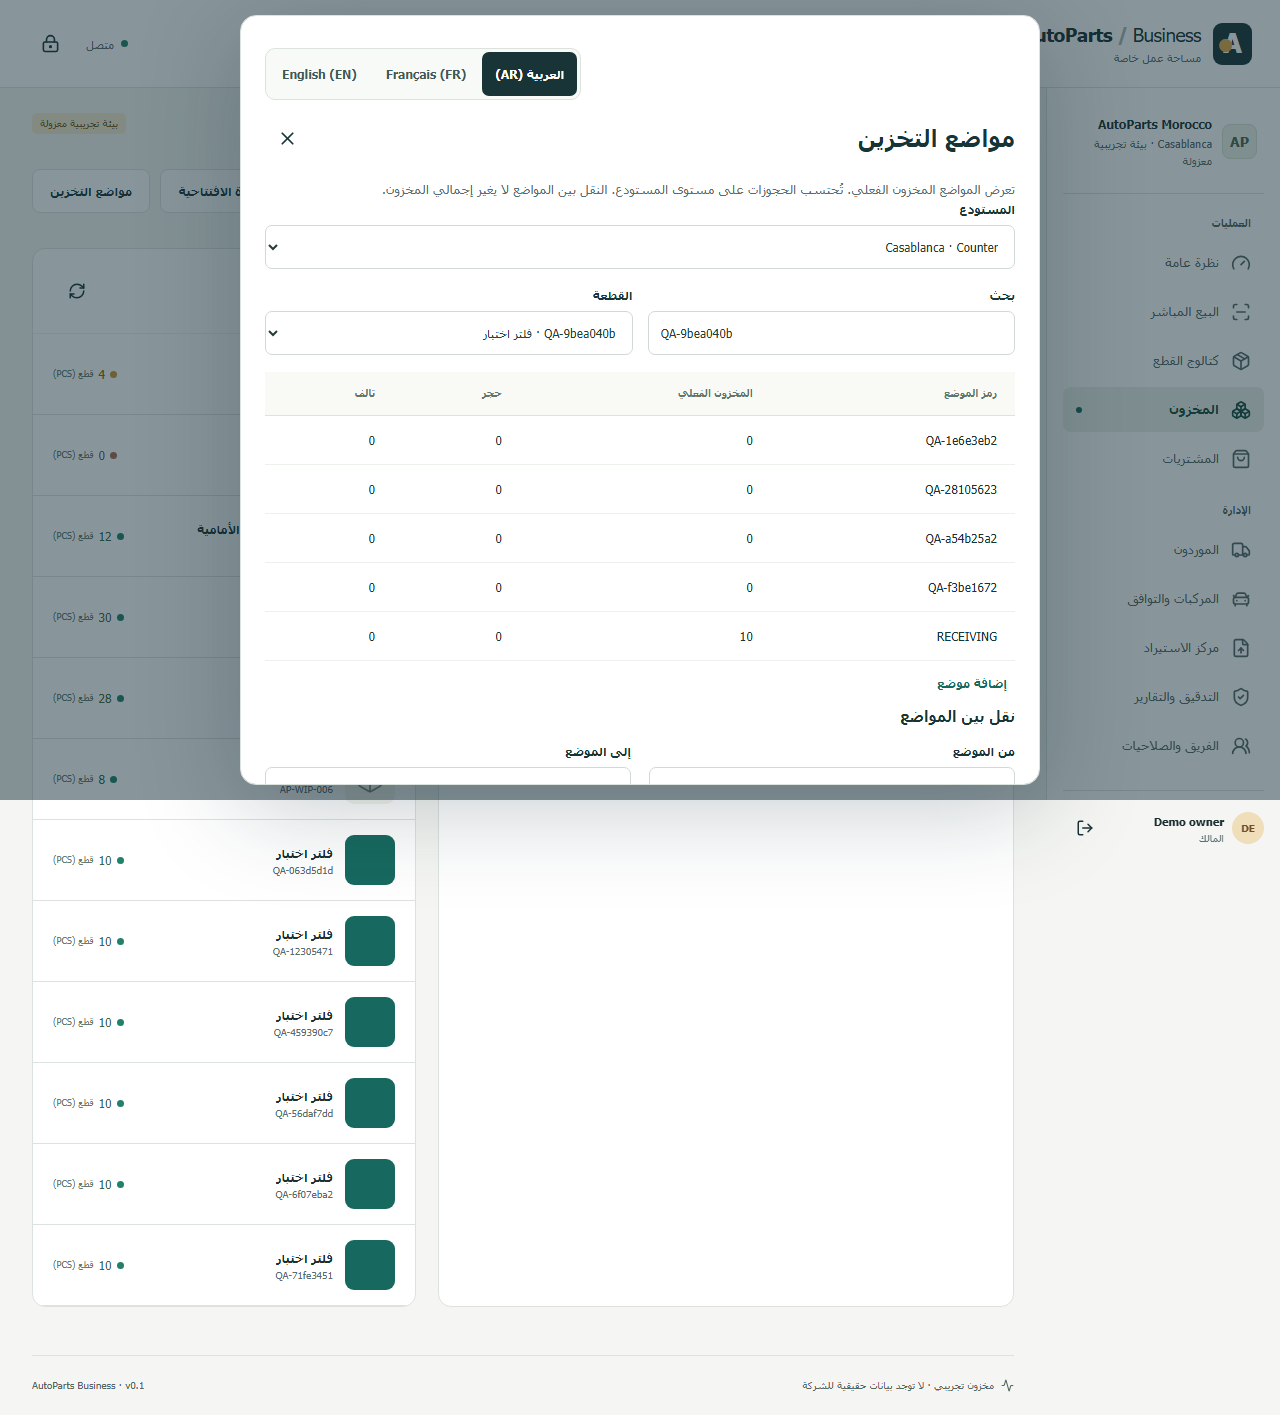 utoParts / Business
مساحة عمل خاصة
متصل
AutoParts Morocco
Casablanca · بيئة تجريبية
معزولة
AP
العمليات
نظرة عامة
البيع المباشر
كتالوج القطع
المخزون
المشتريات
الإدارة
الموردون
المركبات والتوافق
مركز الاستيراد
التدقيق والتقارير
الفريق والصلاحيات
Demo owner
المالك
DE
العربية (AR)
Français (FR)
English (EN)
مواضع التخزين
تعرض المواضع المخزون الفعلي. تُحتسب الحجوزات على مستوى المستودع. النقل بين المواضع لا يغير إجمالي المخزون.
المستودع
Casablanca · Counter
بحث
القطعة
QA-9bea040b
QA-9bea040b · فلتر اختبار
رمز الموضع المخزون الفعلي حجر تالف
QA-1e6e3eb2 0 0 0
QA-28105623 0 0 0
QA-a54b25a2 0 0 0
QA-f3be1672 0 0 0
RECEIVING 10 0 0
إضافة موضع
نقل بين المواضع
من الموضع
إلى الموضع
بيئة تجريبية معزولة
ة الافتتاحية
مواضع التخزين
4 قطع (PCS)
0 قطع (PCS)
الأمامية
12 قطع (PCS)
30 قطع (PCS)
28 قطع (PCS)
AP-WIP-006
8 قطع (PCS)
فلتر اختبار
QA-063d5d1d
10 قطع (PCS)
فلتر اختبار
QA-12305471
10 قطع (PCS)
فلتر اختبار
QA-459390c7
10 قطع (PCS)
فلتر اختبار
QA-56daf7dd
10 قطع (PCS)
فلتر اختبار
QA-6f07eba2
10 قطع (PCS)
فلتر اختبار
QA-71fe3451
10 قطع (PCS)
مخزون تجريبي · لا توجد بيانات حقيقية للشركة
AutoParts Business · v0.1